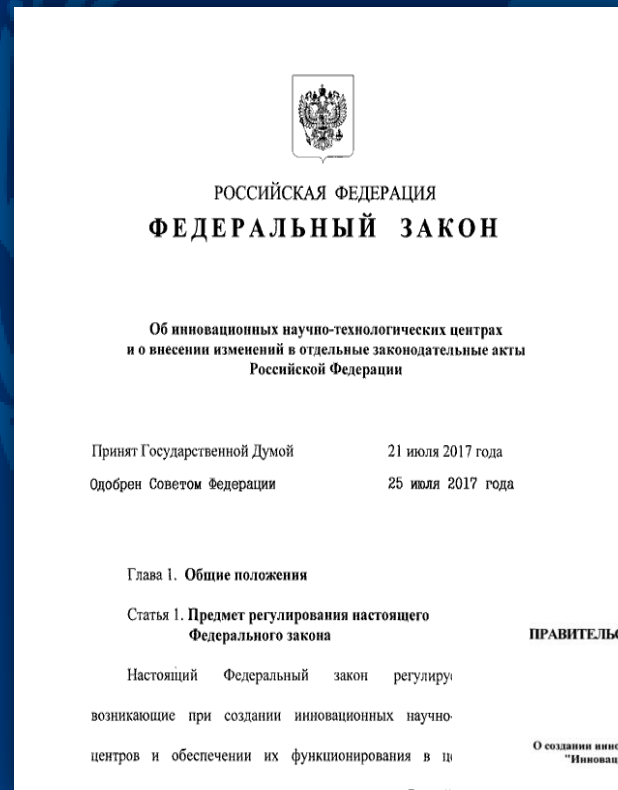 РОССИЙСКАЯ ФЕДЕРАЦИЯ
ФЕДЕРАЛЬНЫЙ ЗАКОН
Об инновационных научно-технологических центрах
и о внесении изменений в отдельные законодательные акты
Российской Федерации
Принят Государственной Думой 21 июля 2017 года
Одобрен Советом Федерации 25 июля 2017 года
Глава 1. Общие положения
Статья 1. Предмет регулирования настоящего
Федерального закона
Настоящий Федеральный закон
возникающие при создании инновационных научно-
центров и обеспечении их функционирования в
О создании